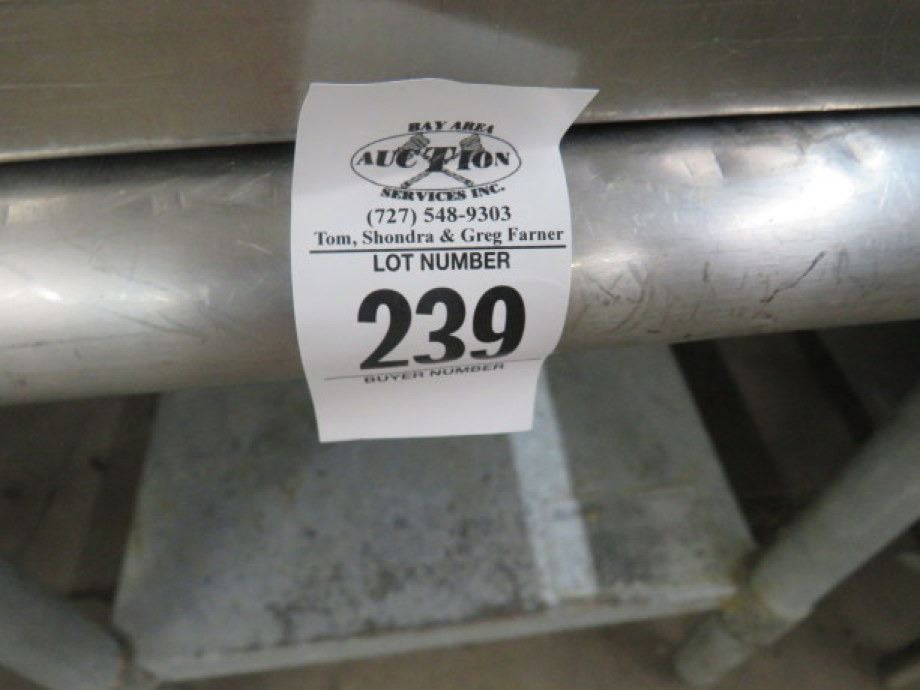 BAY AREA
AUCTION
SERVICES INC.
(727) 548-9303
Tom, Shondra & Greg Farner
LOT NUMBER
239
BUYER NUMBER